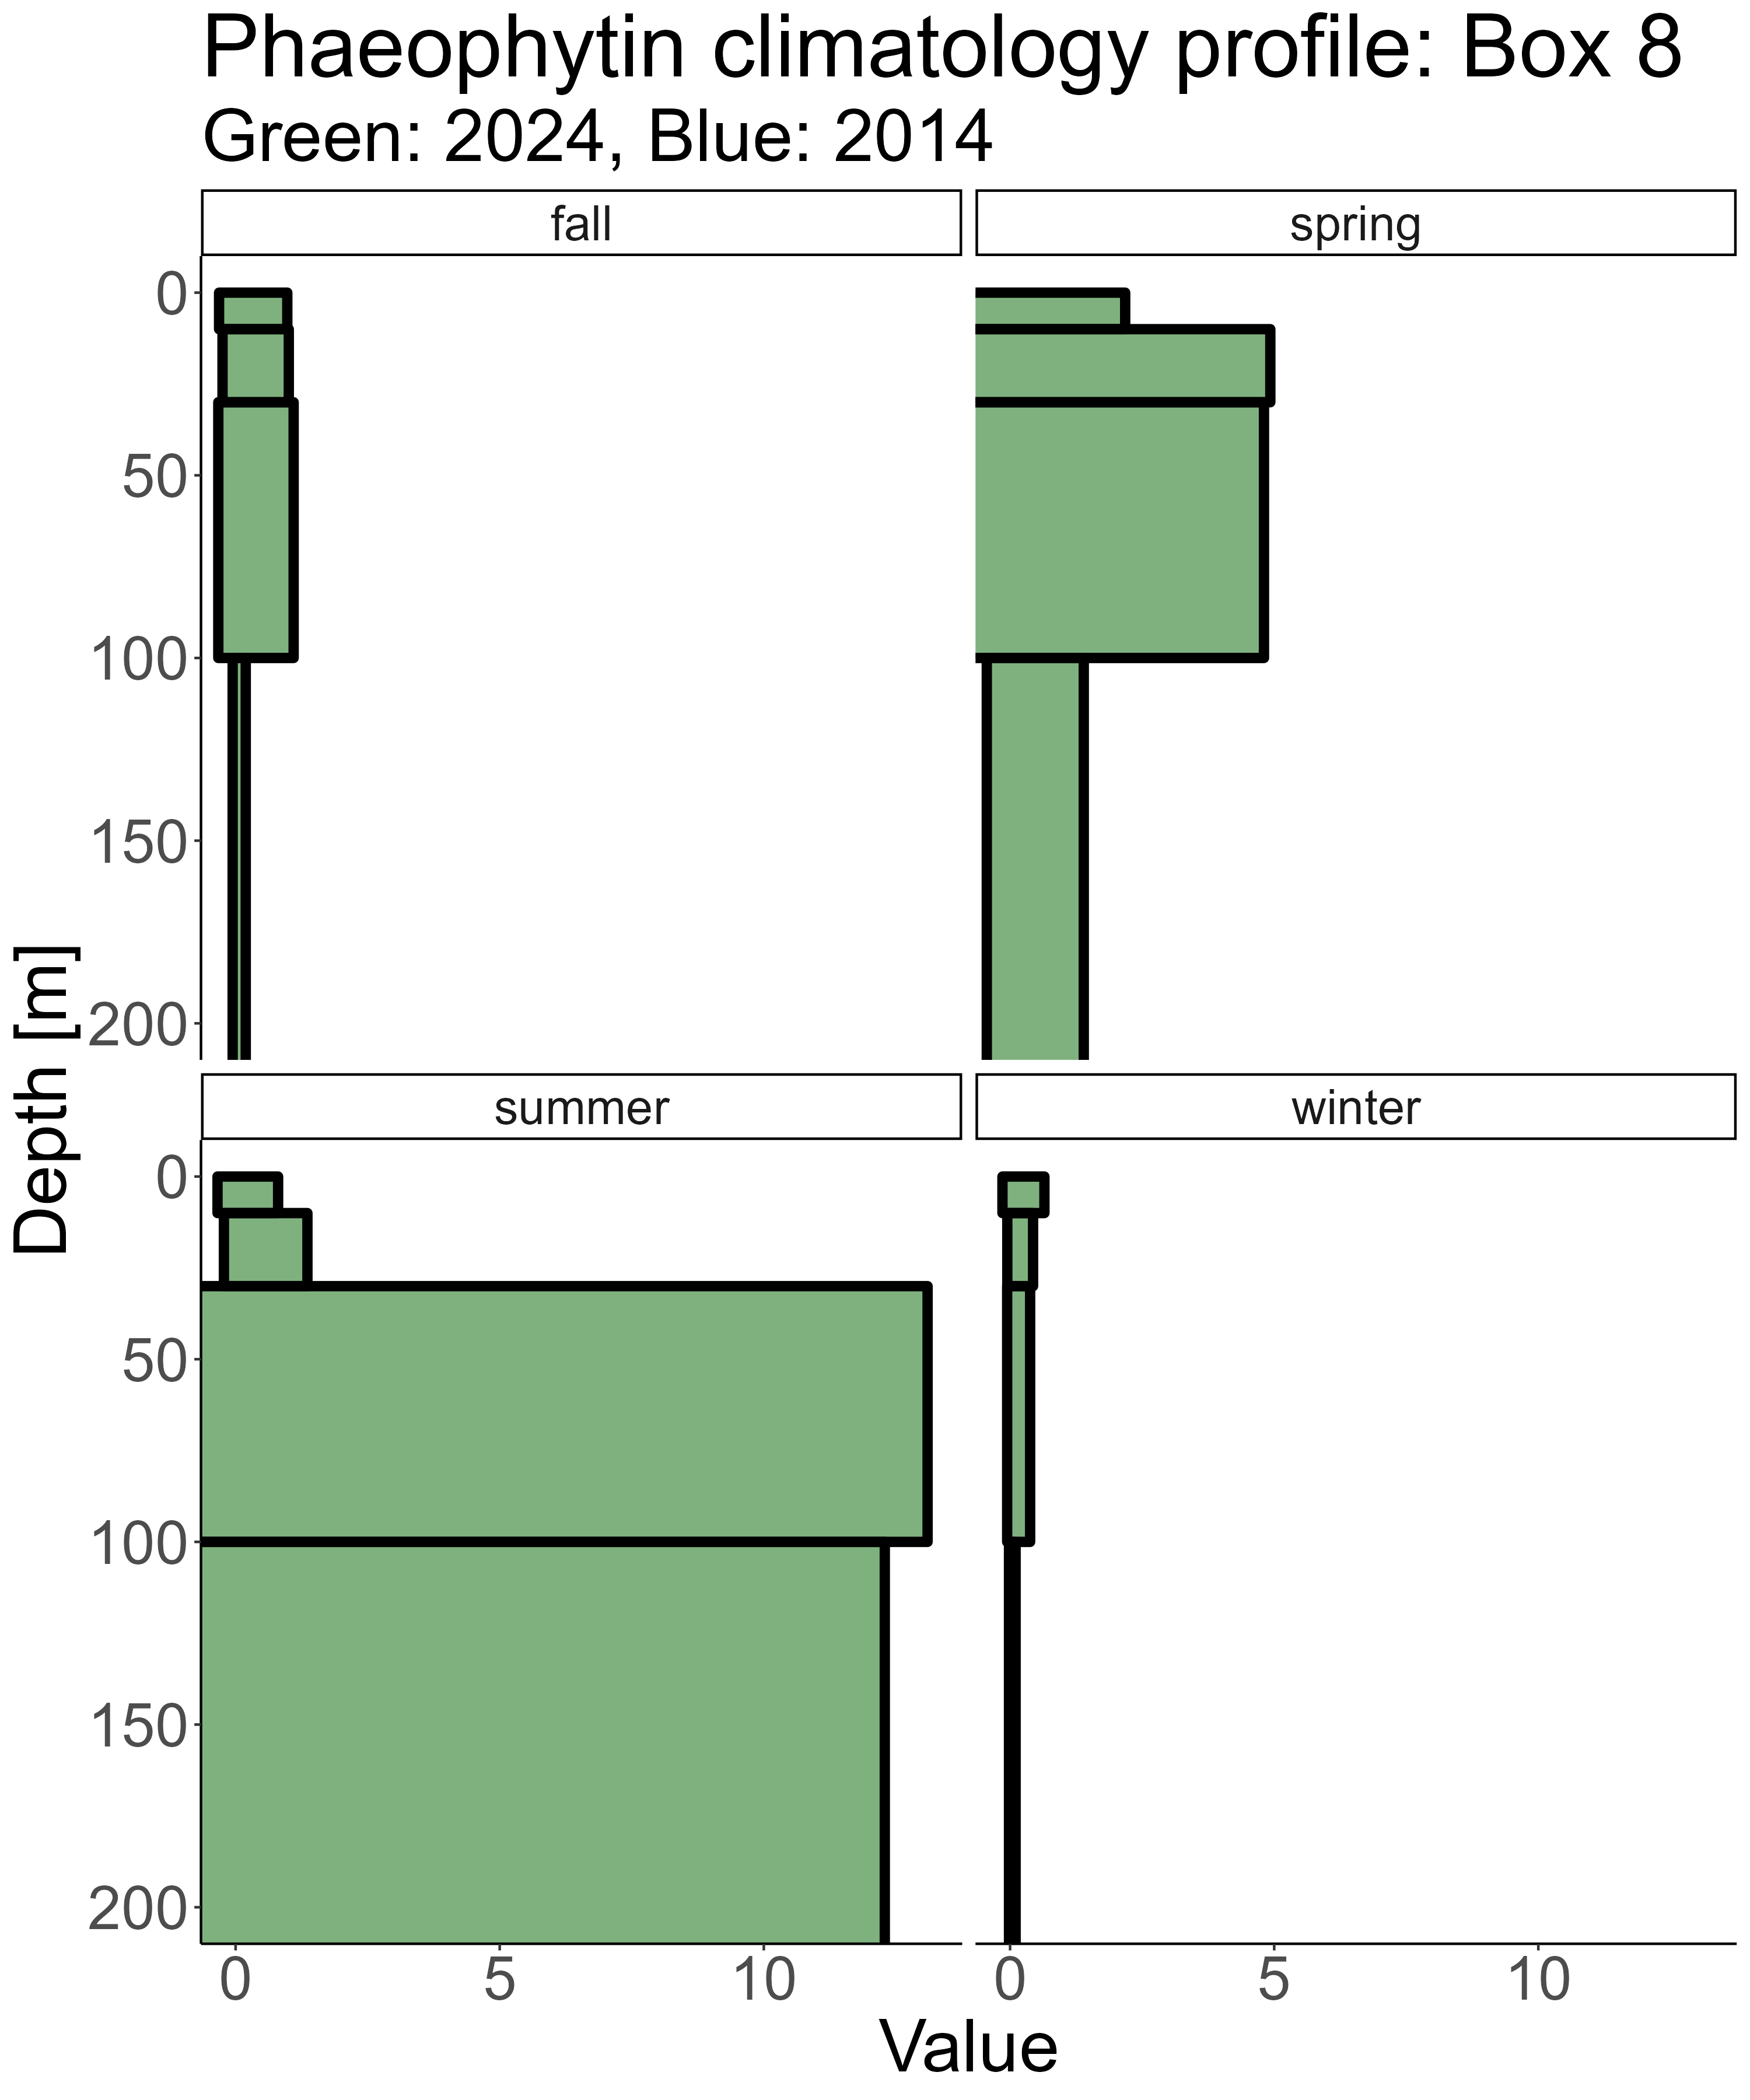 Phaeophytin climatology profile: Box 8
Green: 2024, Blue: 2014
fall
spring
0
50
100
150
200
summer
winter
0
50
100
150
200
0
5
10
0
5
10
Depth [m]
Value